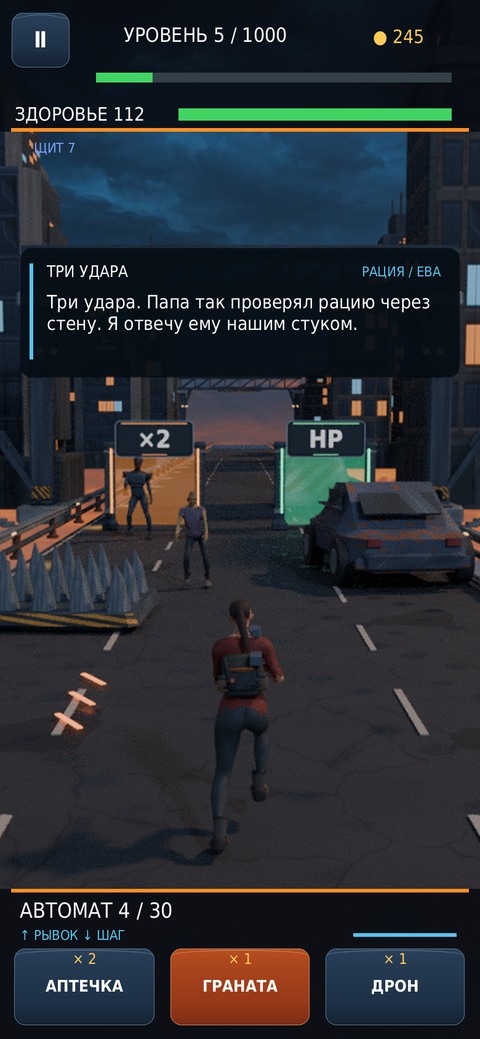 УРОВЕНЬ 5 / 1000
245
ЗДОРОВЬЕ 112
ЩИТ 7
ТРИ УДАРА
РАЦИЯ / ЕВА
Три удара. Папа так проверял рацию через
стену. Я отвечу ему нашим стуком.
×2
HP
АВТОМАТ 4 / 30
↑ РЫВОК ↓ ШАГ
× 2
× 1
× 1
АПТЕЧКА
ГРАНАТА
ДРОН